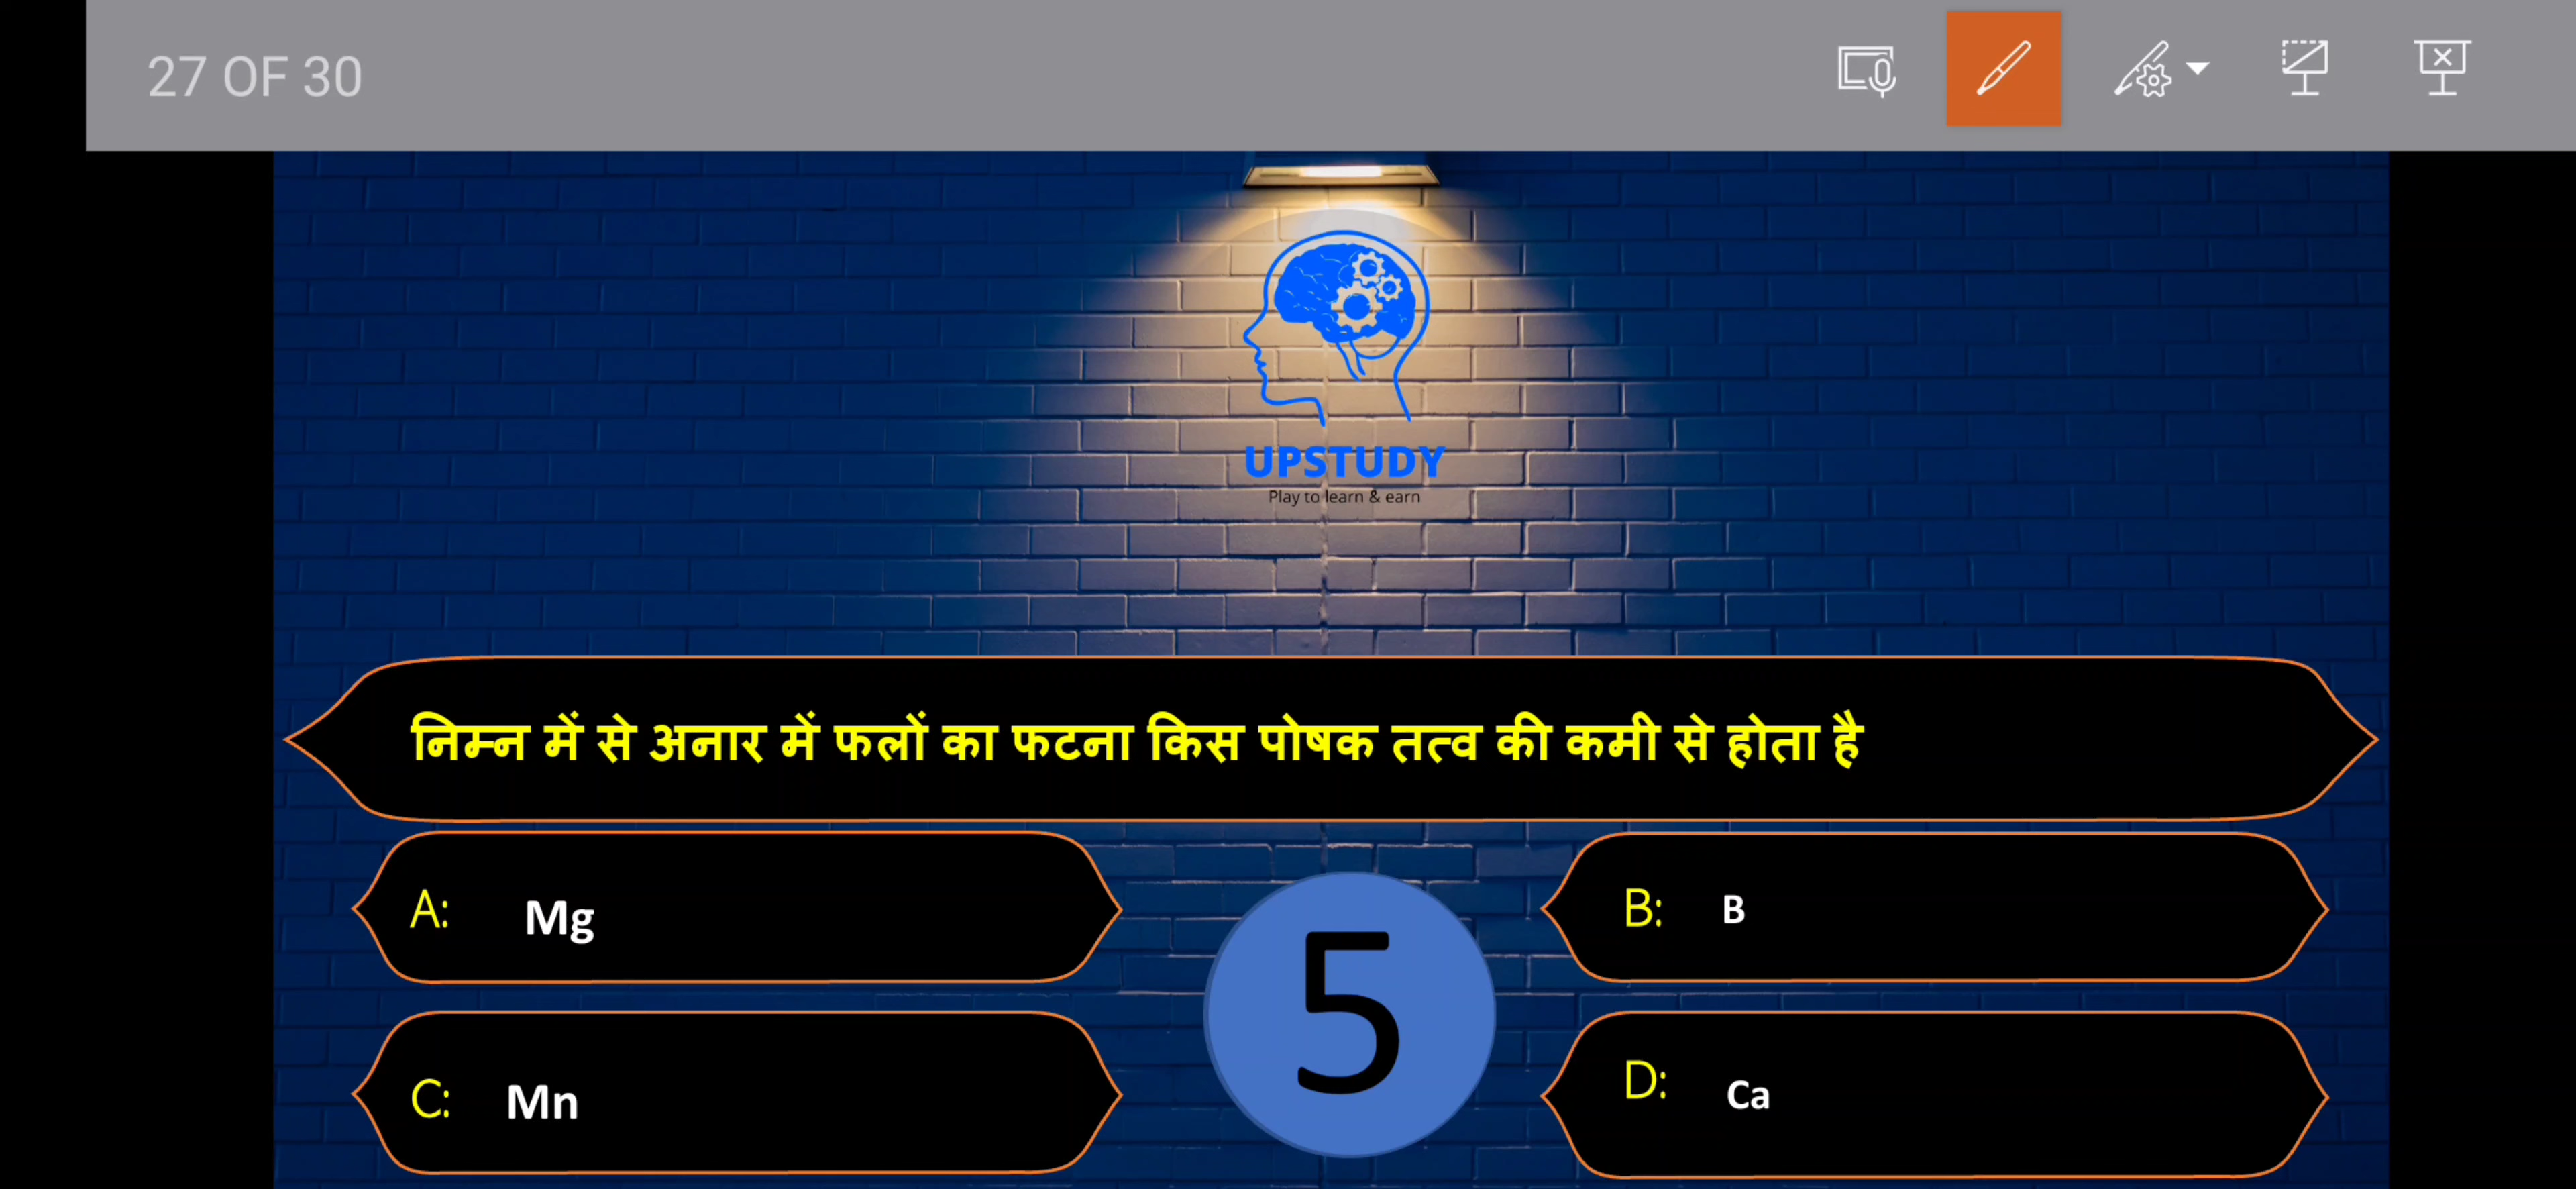 27 OF 30
UPSTUDY
Play to learn & earn
निम्न में से अनार में फलों का फटना किस पोषक तत्व की कमी से होता है
A: Mg
B: B
5
C: Mn
D: Ca